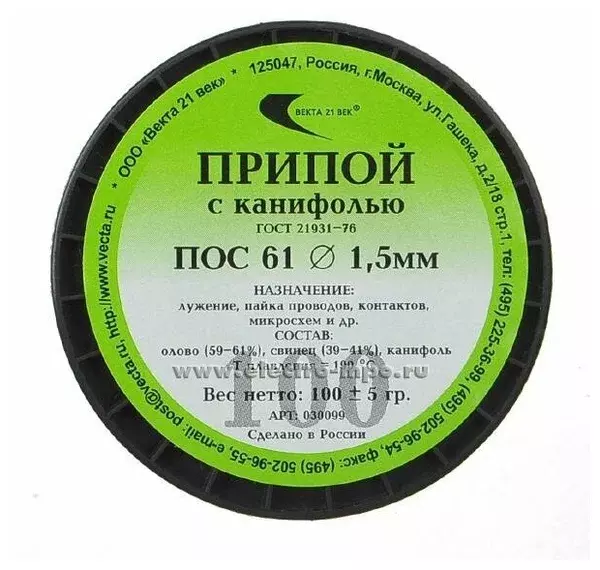 ООО «Векта 21 век» * 125047, Россия, г.Москва, ул.Гашека, д.2/18 стр.1, тел: (495) 225-36-99, (495) 502-96-54, факс: (495) 502-96-55, e-mail: post@vecta.ru, http://www.vecta.ru *
ВЕКТА 21 ВЕК®
ПРИПОЙ
с канифолью
ГОСТ 21931-76
ПОС 61 ∅ 1,5мм
НАЗНАЧЕНИЕ:
лужение, пайка проводов, контактов,
микросхем и др.
СОСТАВ:
олово (59-61%), свинец (39-41%), канифоль
Т плавления = °C
100
Вес нетто: 100 ± 5 гр.
АРТ: 030099
Сделано в России